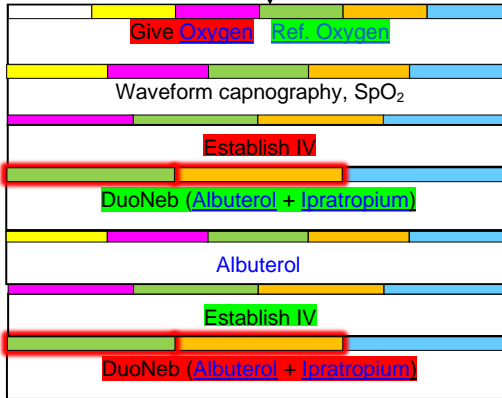 Give Oxygen Ref. Oxygen
Waveform capnography, SpO₂
Establish IV
DuoNeb (Albuterol + Ipratropium)
Albuterol
Establish IV
DuoNeb (Albuterol + Ipratropium)